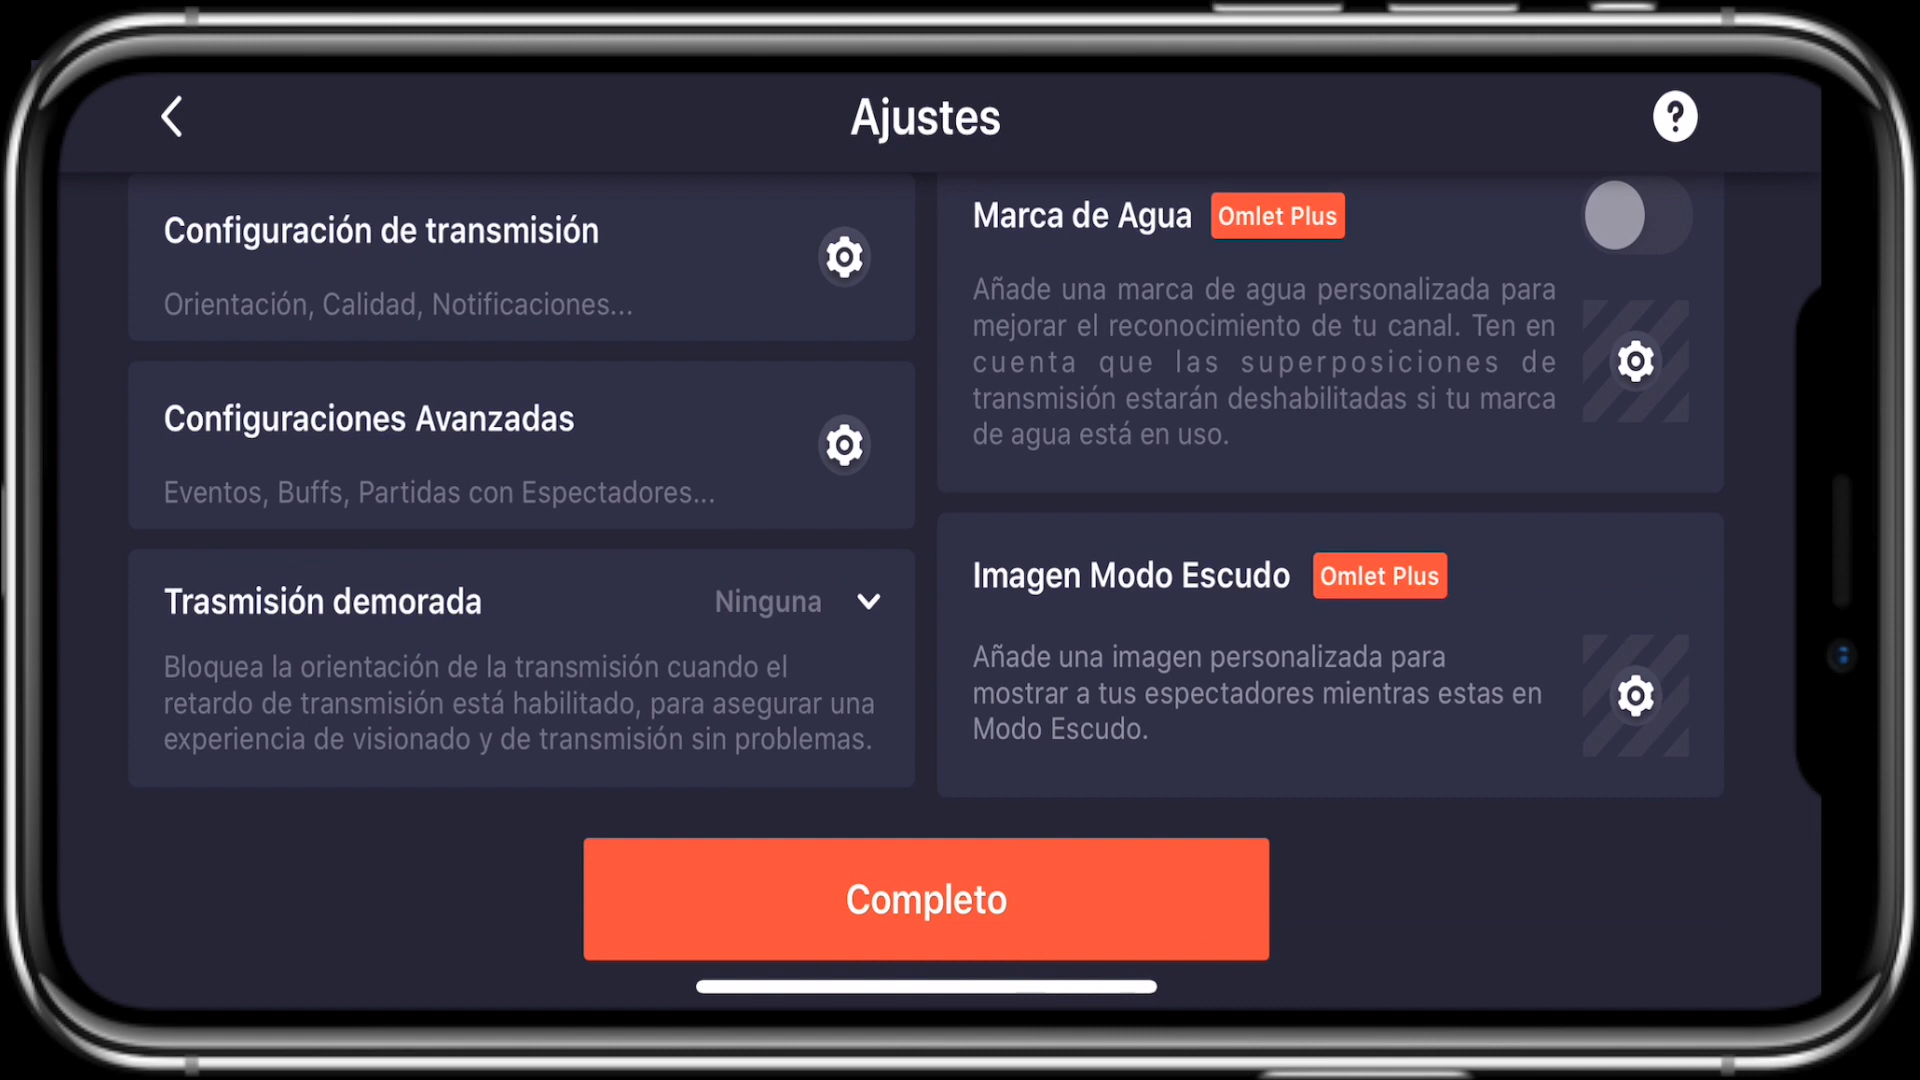 Ajustes
?
Configuración de transmisión
Orientación, Calidad, Notificaciones...
Configuraciones Avanzadas
Eventos, Buffs, Partidas con Espectadores...
Trasmisión demorada
Ninguna
Bloquea la orientación de la transmisión cuando el
retardo de transmisión está habilitado, para asegurar una
experiencia de visionado y de transmisión sin problemas.
Marca de Agua
Omlet Plus
Añade una marca de agua personalizada para
mejorar el reconocimiento de tu canal. Ten en
cuenta que las superposiciones de
transmisión estarán deshabilitadas si tu marca
de agua está en uso.
Imagen Modo Escudo
Omlet Plus
Añade una imagen personalizada para
mostrar a tus espectadores mientras estas en
Modo Escudo.
Completo